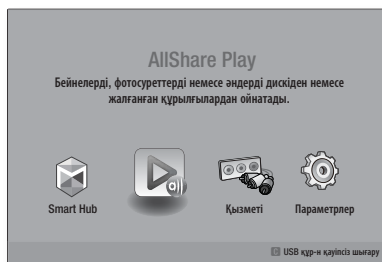 AllShare Play
Бейнелерді, фотосуреттерді немесе әндерді дискіден немесе
жалғанған құрылғылардан ойнатады.
all
Smart Hub
Қызметі
Параметрлер
C USB құр-н қауіпсіз шығару